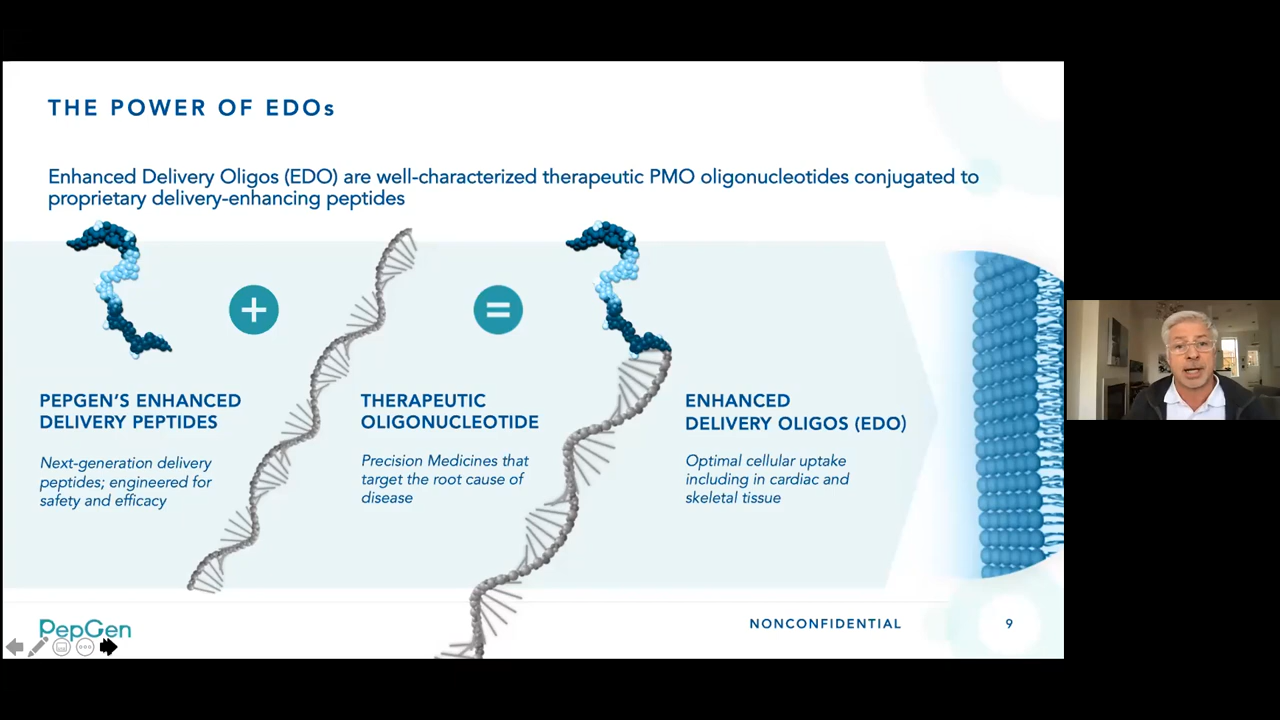 THE POWER OF EDOs
Enhanced Delivery Oligos (EDO) are well-characterized therapeutic PMO oligonucleotides conjugated to
proprietary delivery-enhancing peptides
+
=
PEPGEN'S ENHANCED
DELIVERY PEPTIDES
Next-generation delivery
peptides; engineered for
safety and efficacy
THERAPEUTIC
OLIGONUCLEOTIDE
Precision Medicines that
target the root cause of
disease
ENHANCED
DELIVERY OLIGOS (EDO)
Optimal cellular uptake
including in cardiac and
skeletal tissue
PepGen
NONCONFIDENTIAL
9